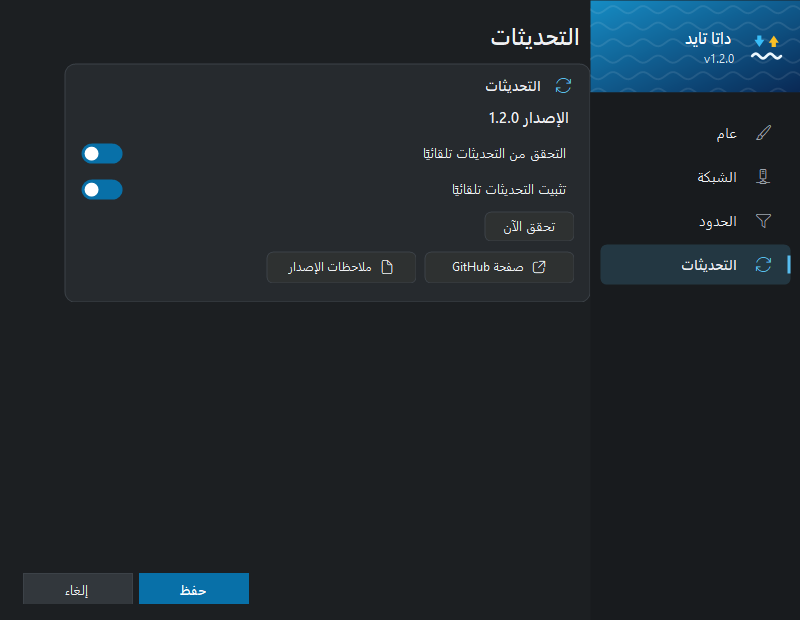 داتا تايد
v1.2.0
عام
الشبكة
الحدود
التحديثات
التحديثات
التحديثات
الإصدار 1.2.0
التحقق من التحديثات تلقائيًا
تثبيت التحديثات تلقائيًا
تحقق الآن
صفحة GitHub
ملاحظات الإصدار
حفظ
إلغاء